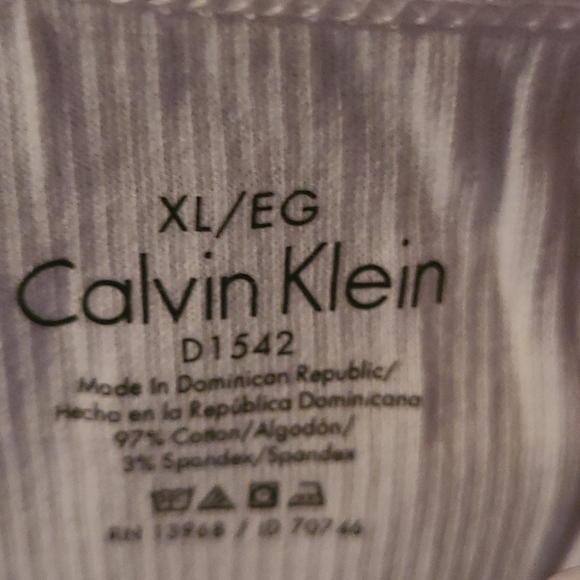 XL/EG
Calvin Klein
D1542
Made In Dominican Republic/
Hecho en la República Dominicana
97% Cotton/Algodón/
3% Spandex/Spandex
RN 13968 / ID 70746